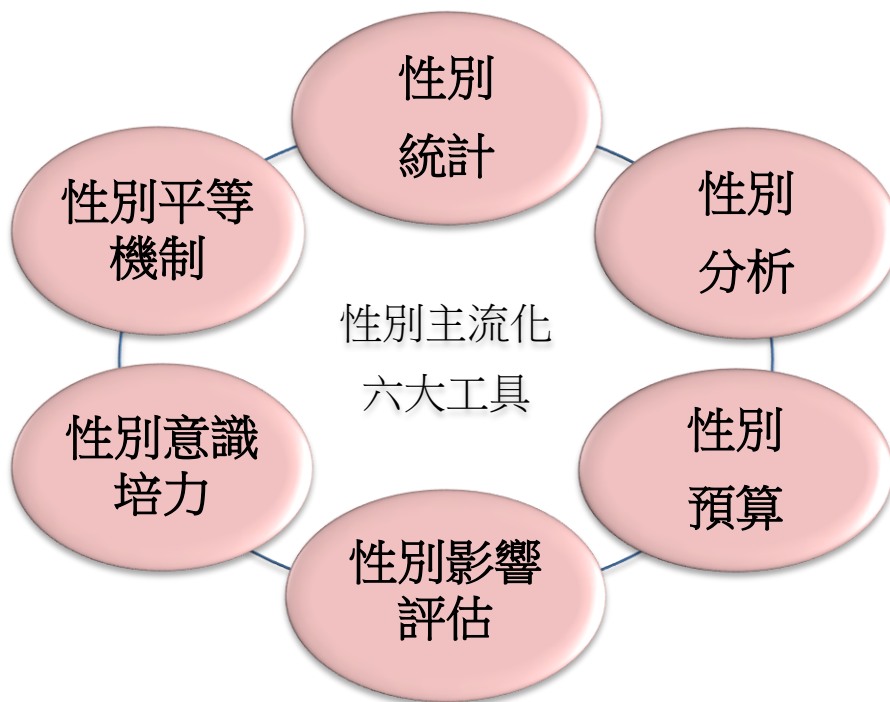 性別
統計
性別
分析
性別
預算
性別影響
評估
性別意識
培力
性別平等
機制
性別主流化
六大工具